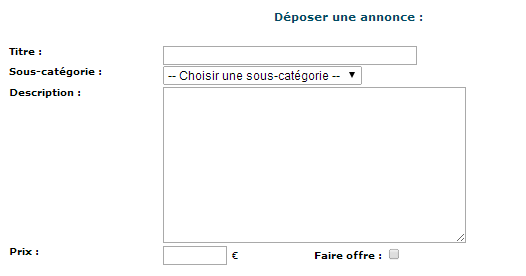 Déposer une annonce :
Titre :
Sous-catégorie : -- Choisir une sous-catégorie --
Description :
Prix : € Faire offre :